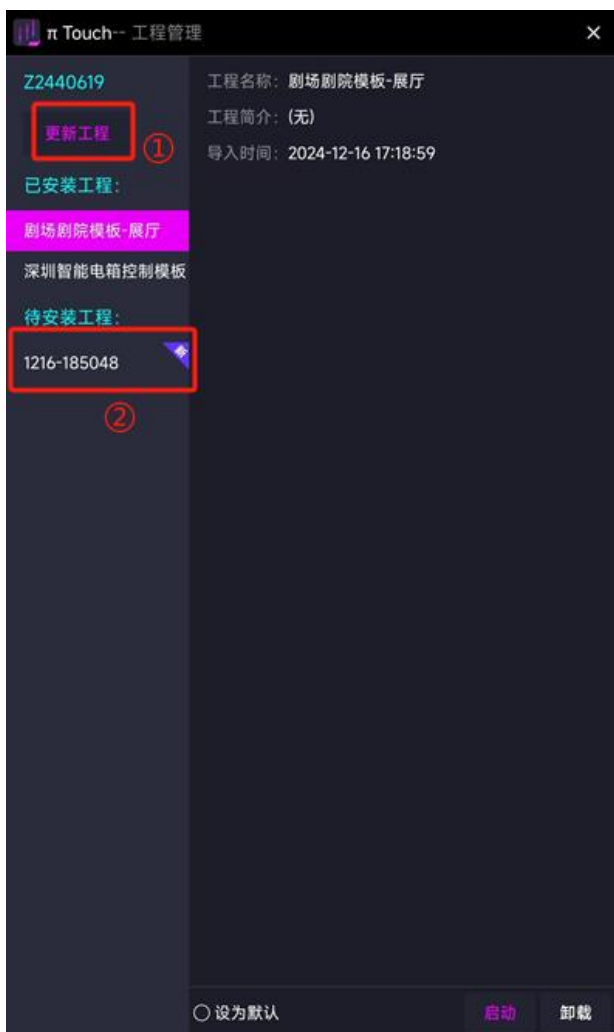 π Touch-- 工程管理 ×
Z2440619
更新工程
①
已安装工程：
剧场剧院模板-展厅
深圳智能电箱控制模板
待安装工程：
1216-185048
新
②
工程名称：剧场剧院模板-展厅
工程简介：(无)
导入时间：2024-12-16 17:18:59
设为默认
启动
卸载